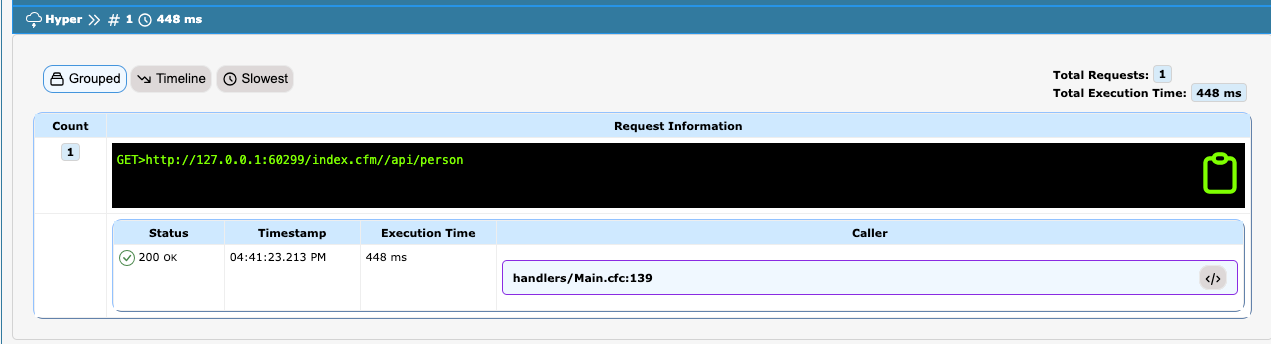 Hyper >> # 1 448 ms
Grouped Timeline Slowest
Total Requests: 1
Total Execution Time: 448 ms
Count Request Information
1
GET>http://127.0.0.1:60299/index.cfm//api/person
Status Timestamp Execution Time Caller
200 OK 04:41:23.213 PM 448 ms
handlers/Main.cfc:139 </>